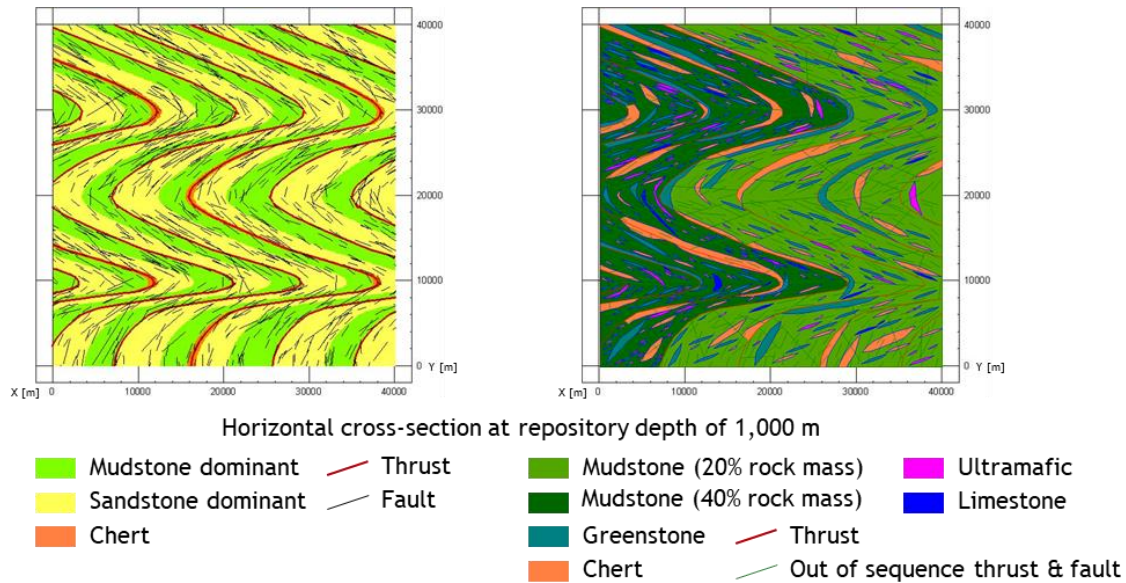 40000
30000
20000
10000
0 Y [m]
X [m] 0 10000 20000 30000 40000
40000
30000
20000
10000
0 Y [m]
X [m] 0 10000 20000 30000 40000
Horizontal cross-section at repository depth of 1,000 m
Mudstone dominant
Thrust
Sandstone dominant
Fault
Chert
Mudstone (20% rock mass)
Ultramafic
Mudstone (40% rock mass)
Limestone
Greenstone
Thrust
Chert
Out of sequence thrust & fault